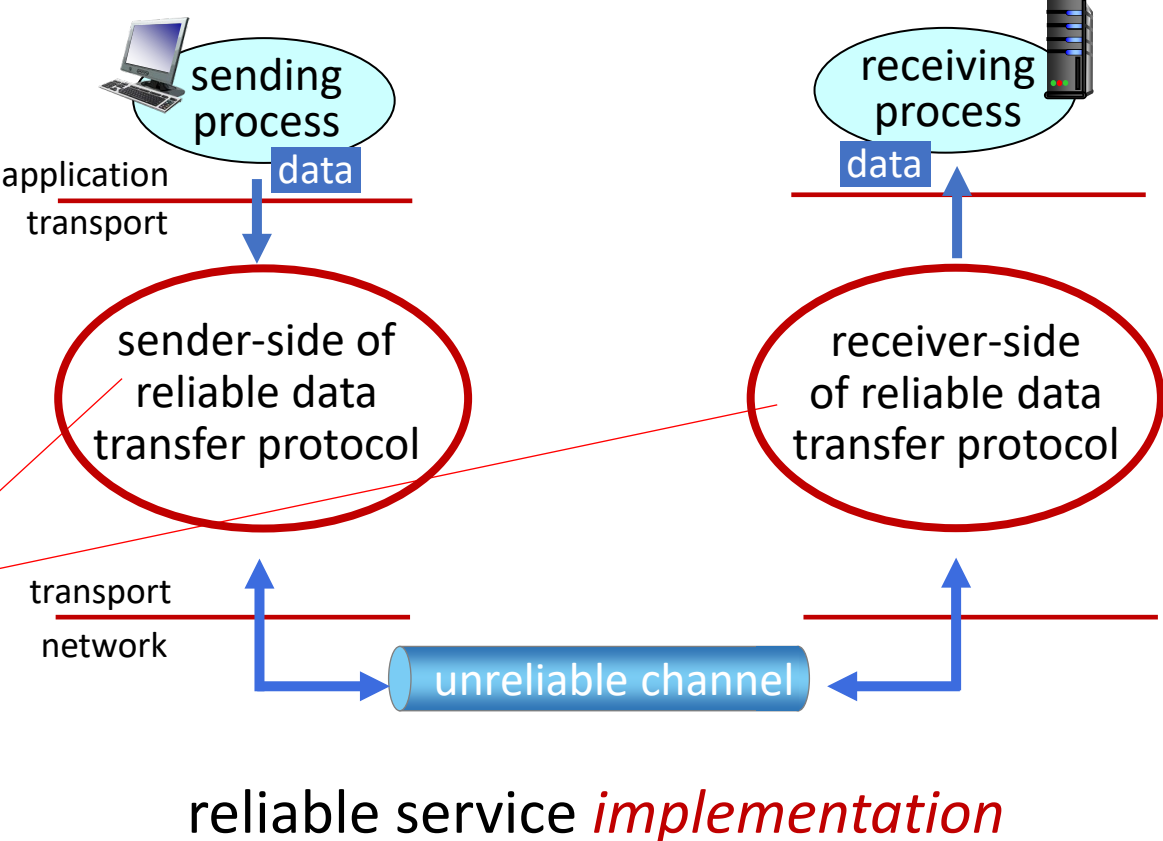 sending
process
receiving
process
data
data
application
transport
sender-side of
reliable data
transfer protocol
receiver-side
of reliable data
transfer protocol
transport
network
unreliable channel
reliable service implementation